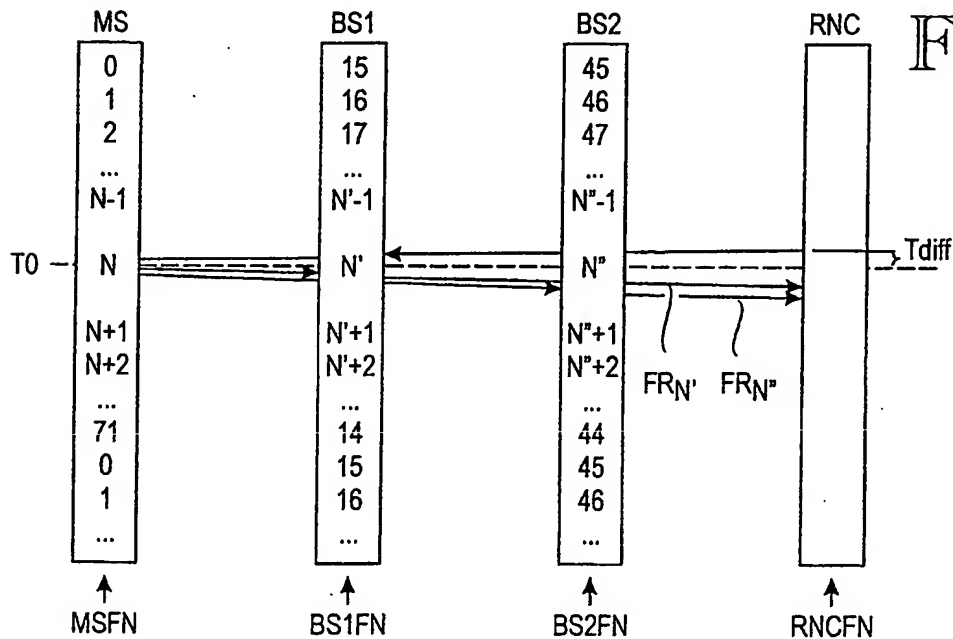 MS BS1 BS2 RNC F
0 15 45
1 16 46
2 17 47
... ... ...
N-1 N'-1 N"-1
T0 N N' N" Tdiff
N+1 N'+1 N"+1
N+2 N'+2 N"+2
FRN' FRN"
... ... ...
71 14 44
0 15 45
1 16 46
... ... ...
MSFN BS1FN BS2FN RNCFN